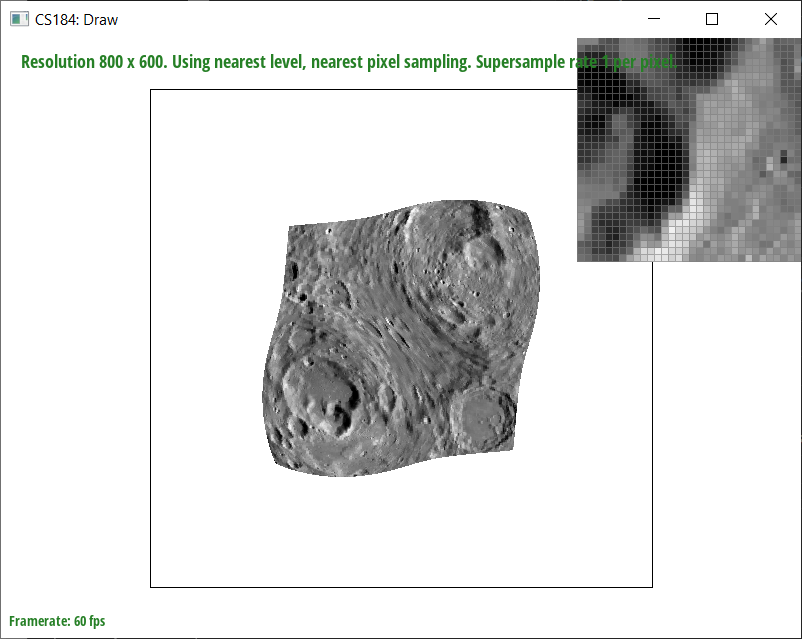 CS184: Draw
Resolution 800 x 600. Using nearest level, nearest pixel sampling. Supersample rate 1 per pixel.
Framerate: 60 fps